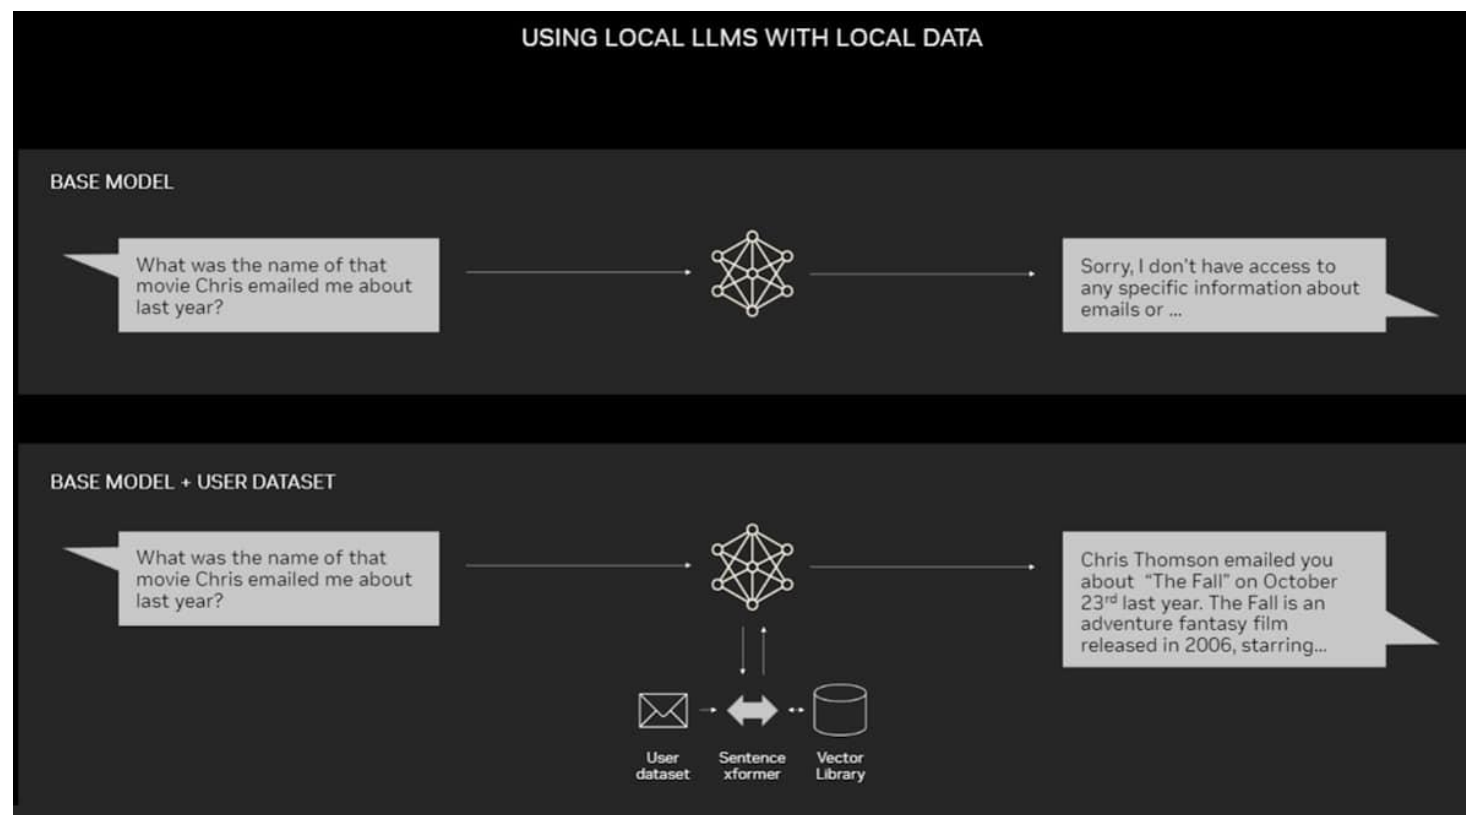 USING LOCAL LLMS WITH LOCAL DATA
BASE MODEL
What was the name of that
movie Chris emailed me about
last year?
Sorry, I don't have access to
any specific information about
emails or ...
BASE MODEL + USER DATASET
What was the name of that
movie Chris emailed me about
last year?
Chris Thomson emailed you
about "The Fall" on October
23rd last year. The Fall is an
adventure fantasy film
released in 2006, starring...
User
dataset
Sentence
xformer
Vector
Library